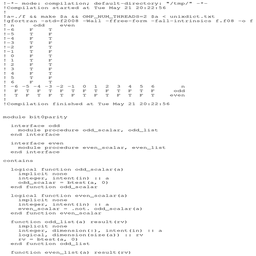 !-*- mode: compilation; default-directory: "/tmp/" -*-
!Compilation started at Tue May 21 20:22:56
!
!a=./f && make $a && OMP_NUM_THREADS=2 $a < unixdict.txt
!gfortran -std=f2008 -Wall -ffree-form -fall-intrinsics f.f08 -o f
! n odd even
!-6 F T
!-5 T F
!-4 F T
!-3 T F
!-2 F T
!-1 T F
! 0 F T
! 1 T F
! 2 F T
! 3 T F
! 4 F T
! 5 T F
! 6 F T
! -6 -5 -4 -3 -2 -1 0 1 2 3 4 5 6 n
! F T F T F T F T F T F T F odd
! T F T F T F T F T F T F T even
!
!Compilation finished at Tue May 21 20:22:56
module bit0parity
interface odd
module procedure odd_scalar, odd_list
end interface
interface even
module procedure even_scalar, even_list
end interface
contains
logical function odd_scalar(a)
implicit none
integer, intent(in) :: a
odd_scalar = btest(a, 0)
end function odd_scalar
logical function even_scalar(a)
implicit none
integer, intent(in) :: a
even_scalar = .not. odd_scalar(a)
end function even_scalar
function odd_list(a) result(rv)
implicit none
integer, dimension(:), intent(in) :: a
logical, dimension(size(a)) :: rv
rv = btest(a, 0)
end function odd_list
function even_list(a) result(rv)